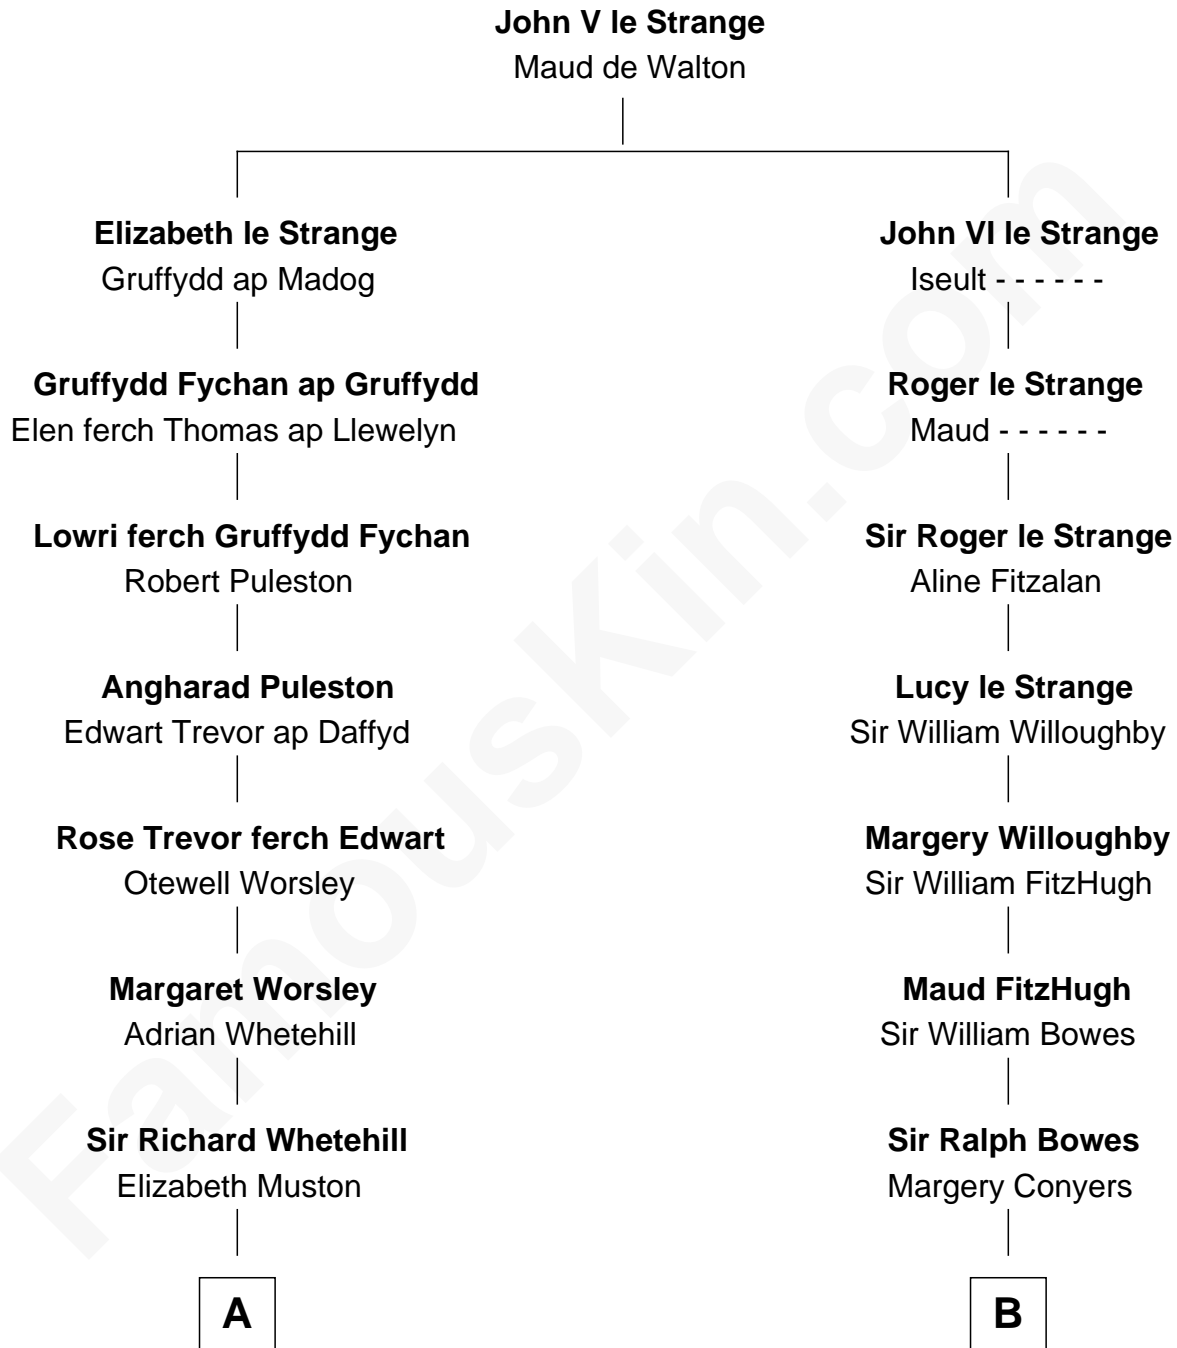 John V le Strange
Maud de Walton
Elizabeth le Strange
Gruffydd ap Madog
John VI le Strange
Iseult - - - - - -
Gruffydd Fychan ap Gruffydd
Elen ferch Thomas ap Llewelyn
Roger le Strange
Maud - - - - - -
Lowri ferch Gruffydd Fychan
Robert Puleston
Sir Roger le Strange
Aline Fitzalan
Angharad Puleston
Edwart Trevor ap Daffyd
Lucy le Strange
Sir William Willoughby
Rose Trevor ferch Edwart
Otewell Worsley
Margery Willoughby
Sir William FitzHugh
Margaret Worsley
Adrian Whetehill
Maud FitzHugh
Sir William Bowes
Sir Richard Whetehill
Elizabeth Muston
Sir Ralph Bowes
Margery Conyers
A
B
FamousKin.com